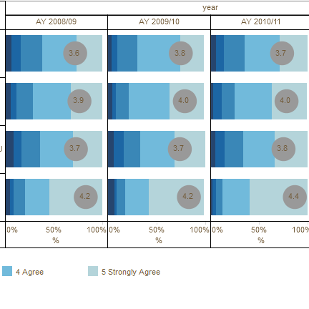 year
AY 2008/09 AY 2009/10 AY 2010/11
3.6 3.8 3.7
3.9 4.0 4.0
3.7 3.7 3.8
4.2 4.2 4.4
0% 50% 100% 0% 50% 100% 0% 50% 100%
% % %
4 Agree 5 Strongly Agree